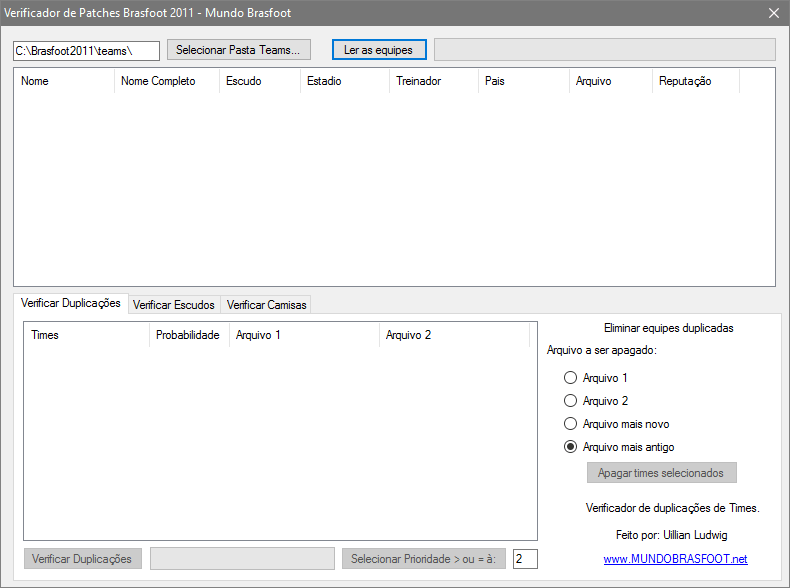 Verificador de Patches Brasfoot 2011 - Mundo Brasfoot
C:\Brasfoot2011\teams\ Selecionar Pasta Teams... Ler as equipes
Nome Nome Completo Escudo Estadio Treinador Pais Arquivo Reputação
Verificar Duplicações Verificar Escudos Verificar Camisas
Times Probabilidade Arquivo 1 Arquivo 2
Eliminar equipes duplicadas
Arquivo a ser apagado:
Arquivo 1
Arquivo 2
Arquivo mais novo
Arquivo mais antigo
Apagar times selecionados
Verificador de duplicações de Times.
Feito por: Uillian Ludwig
www.MUNDOBRASFOOT.net
Verificar Duplicações Selecionar Prioridade > ou = à: 2